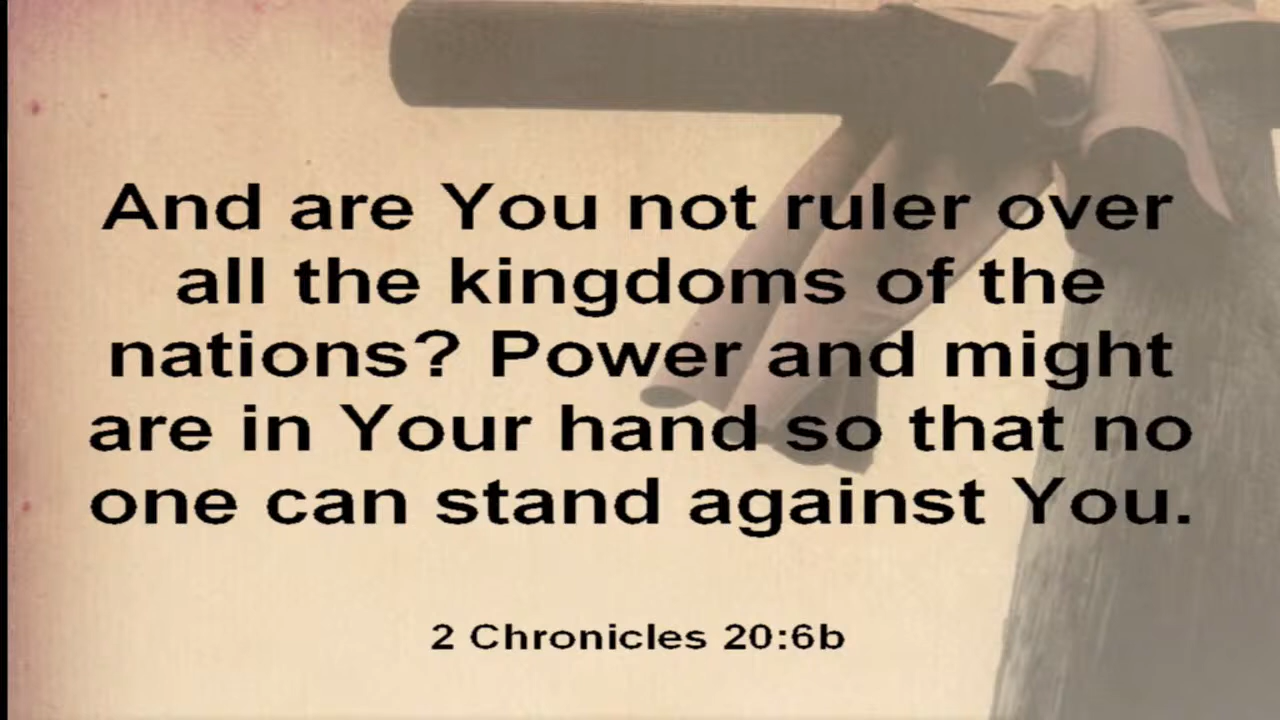 And are You not ruler over
all the kingdoms of the
nations? Power and might
are in Your hand so that no
one can stand against You.
2 Chronicles 20:6b